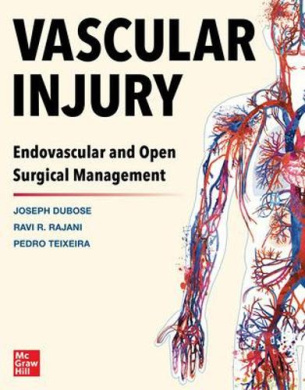 VASCULAR
INJURY
Endovascular and Open
Surgical Management
JOSEPH DUBOSE
RAVI R. RAJANI
PEDRO TEIXEIRA
Mc
Graw
Hill